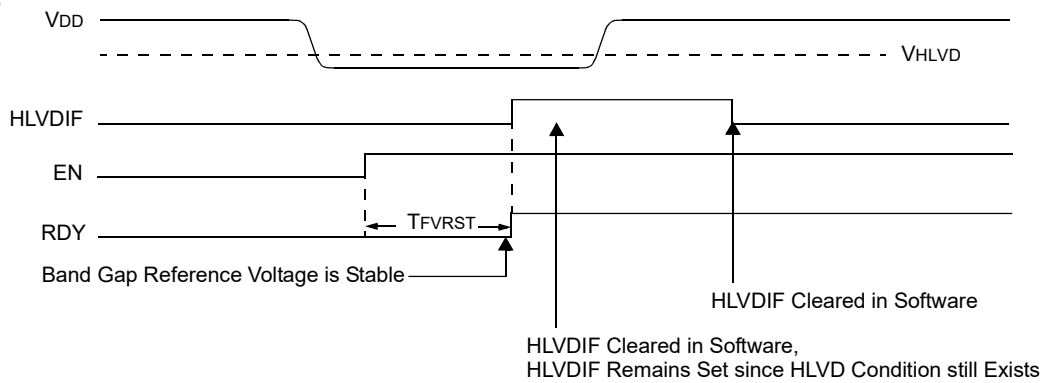 VDD
VHLVD
HLVDIF
EN
TFVRST
RDY
Band Gap Reference Voltage is Stable
HLVDIF Cleared in Software
HLVDIF Cleared in Software,
HLVDIF Remains Set since HLVD Condition still Exists